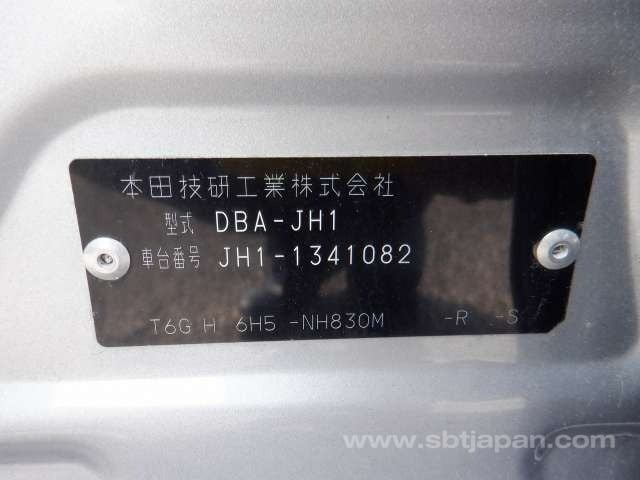 本田技研工業株式会社
型式 DBA-JH1
車台番号 JH1-1341082
T6G H 6H5 -NH830M -R -S
www.sbtjapan.com